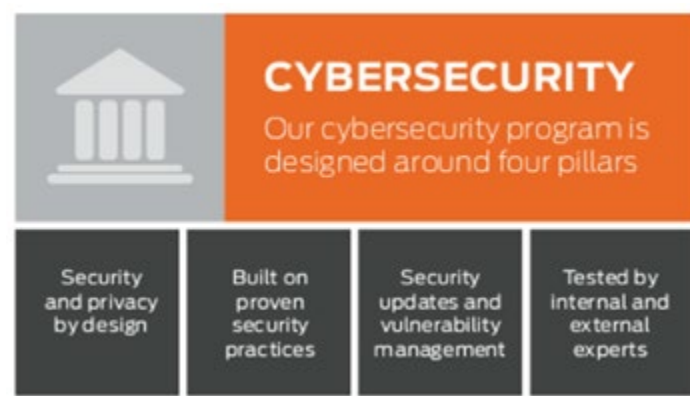 CYBERSECURITY
Our cybersecurity program is
designed around four pillars
Security
and privacy
by design
Built on
proven
security
practices
Security
updates and
vulnerability
management
Tested by
internal and
external
experts